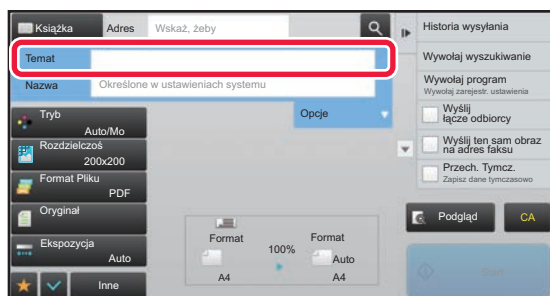 Książka
Adres
Wskaż, żeby
Temat
Nazwa
Określone w ustawieniach systemu
Opcje
Tryb
Auto/Mo
Rozdzielczoś
200x200
Format Pliku
PDF
Oryginał
Ekspozycja
Auto
Inne
Format
A4
100%
Format
Auto
A4
Historia wysyłania
Wywołaj wyszukiwanie
Wywołaj program
Wywołaj zarejestr. ustawienia
Wyślij
łącze odbiorcy
Wyślij ten sam obraz
na adres faksu
Przech. Tymcz.
Zapisz dane tymczasowo
Podgląd
CA
Start